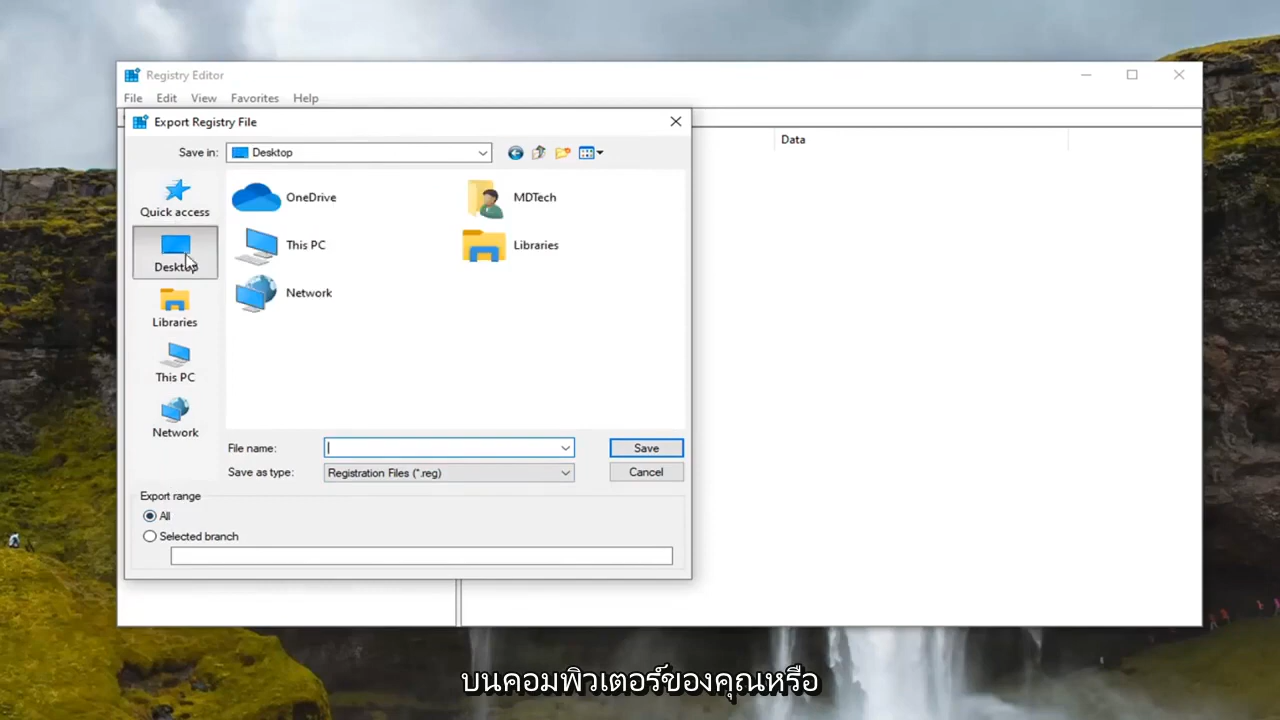 Registry Editor
File Edit View Favorites Help
Export Registry File
Data
Save in: Desktop
Quick access
Desktop
Libraries
This PC
Network
OneDrive
MDTech
This PC
Libraries
Network
File name:
Save
Save as type: Registration Files (*.reg)
Cancel
Export range
All
Selected branch
บนคอมพิวเตอร์ของคุณหรือ